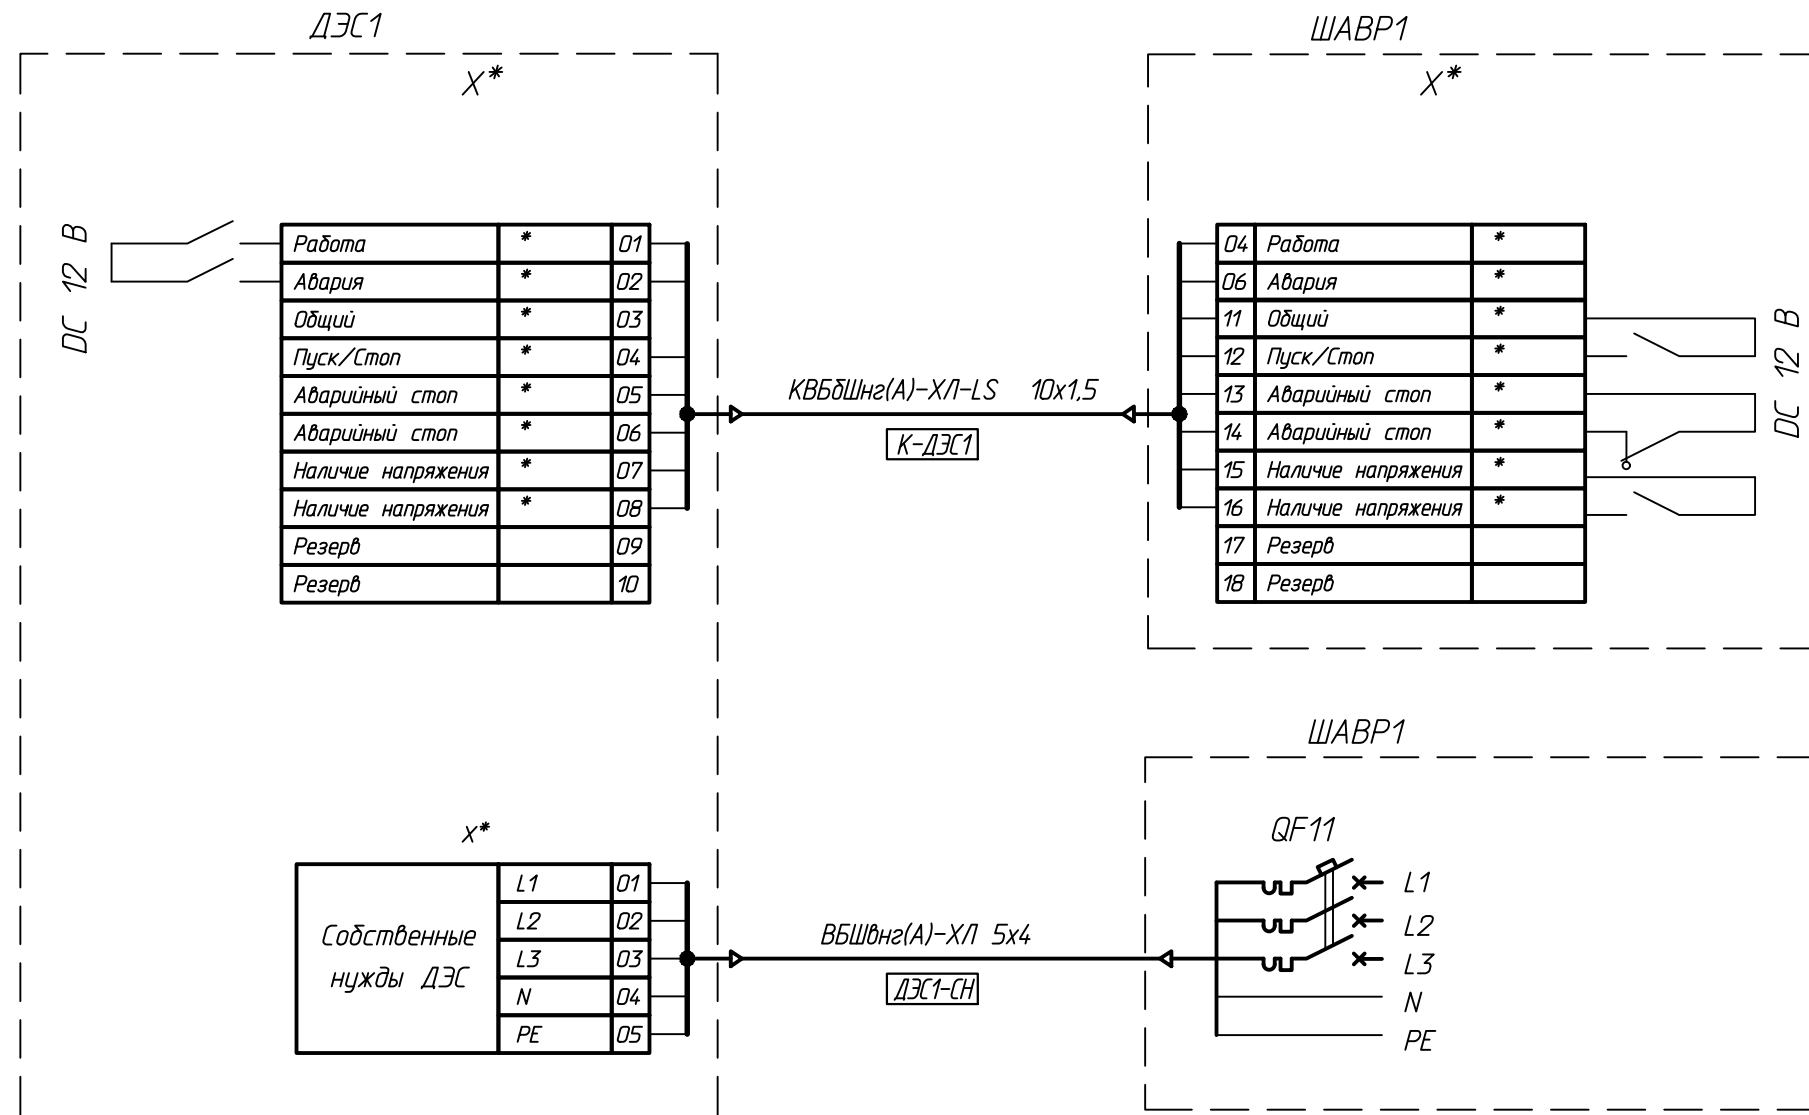 ДЭС1
X*
DC 12 В
Работа * 01
Авария * 02
Общий * 03
Пуск/Стоп * 04
Аварийный стоп * 05
Аварийный стоп * 06
Наличие напряжения * 07
Наличие напряжения * 08
Резерв 09
Резерв 10
КВБбШнг(А)-ХЛ-LS 10х1,5
К-ДЭС1
ШАВР1
X*
04 Работа *
06 Авария *
11 Общий *
12 Пуск/Стоп *
13 Аварийный стоп *
14 Аварийный стоп *
15 Наличие напряжения *
16 Наличие напряжения *
17 Резерв
18 Резерв
DC 12 В
x*
Собственные
нужды ДЭС
L1 01
L2 02
L3 03
N 04
PE 05
ВБШвнг(А)-ХЛ 5х4
ДЭС1-СН
ШАВР1
QF11
L1
L2
L3
N
PE